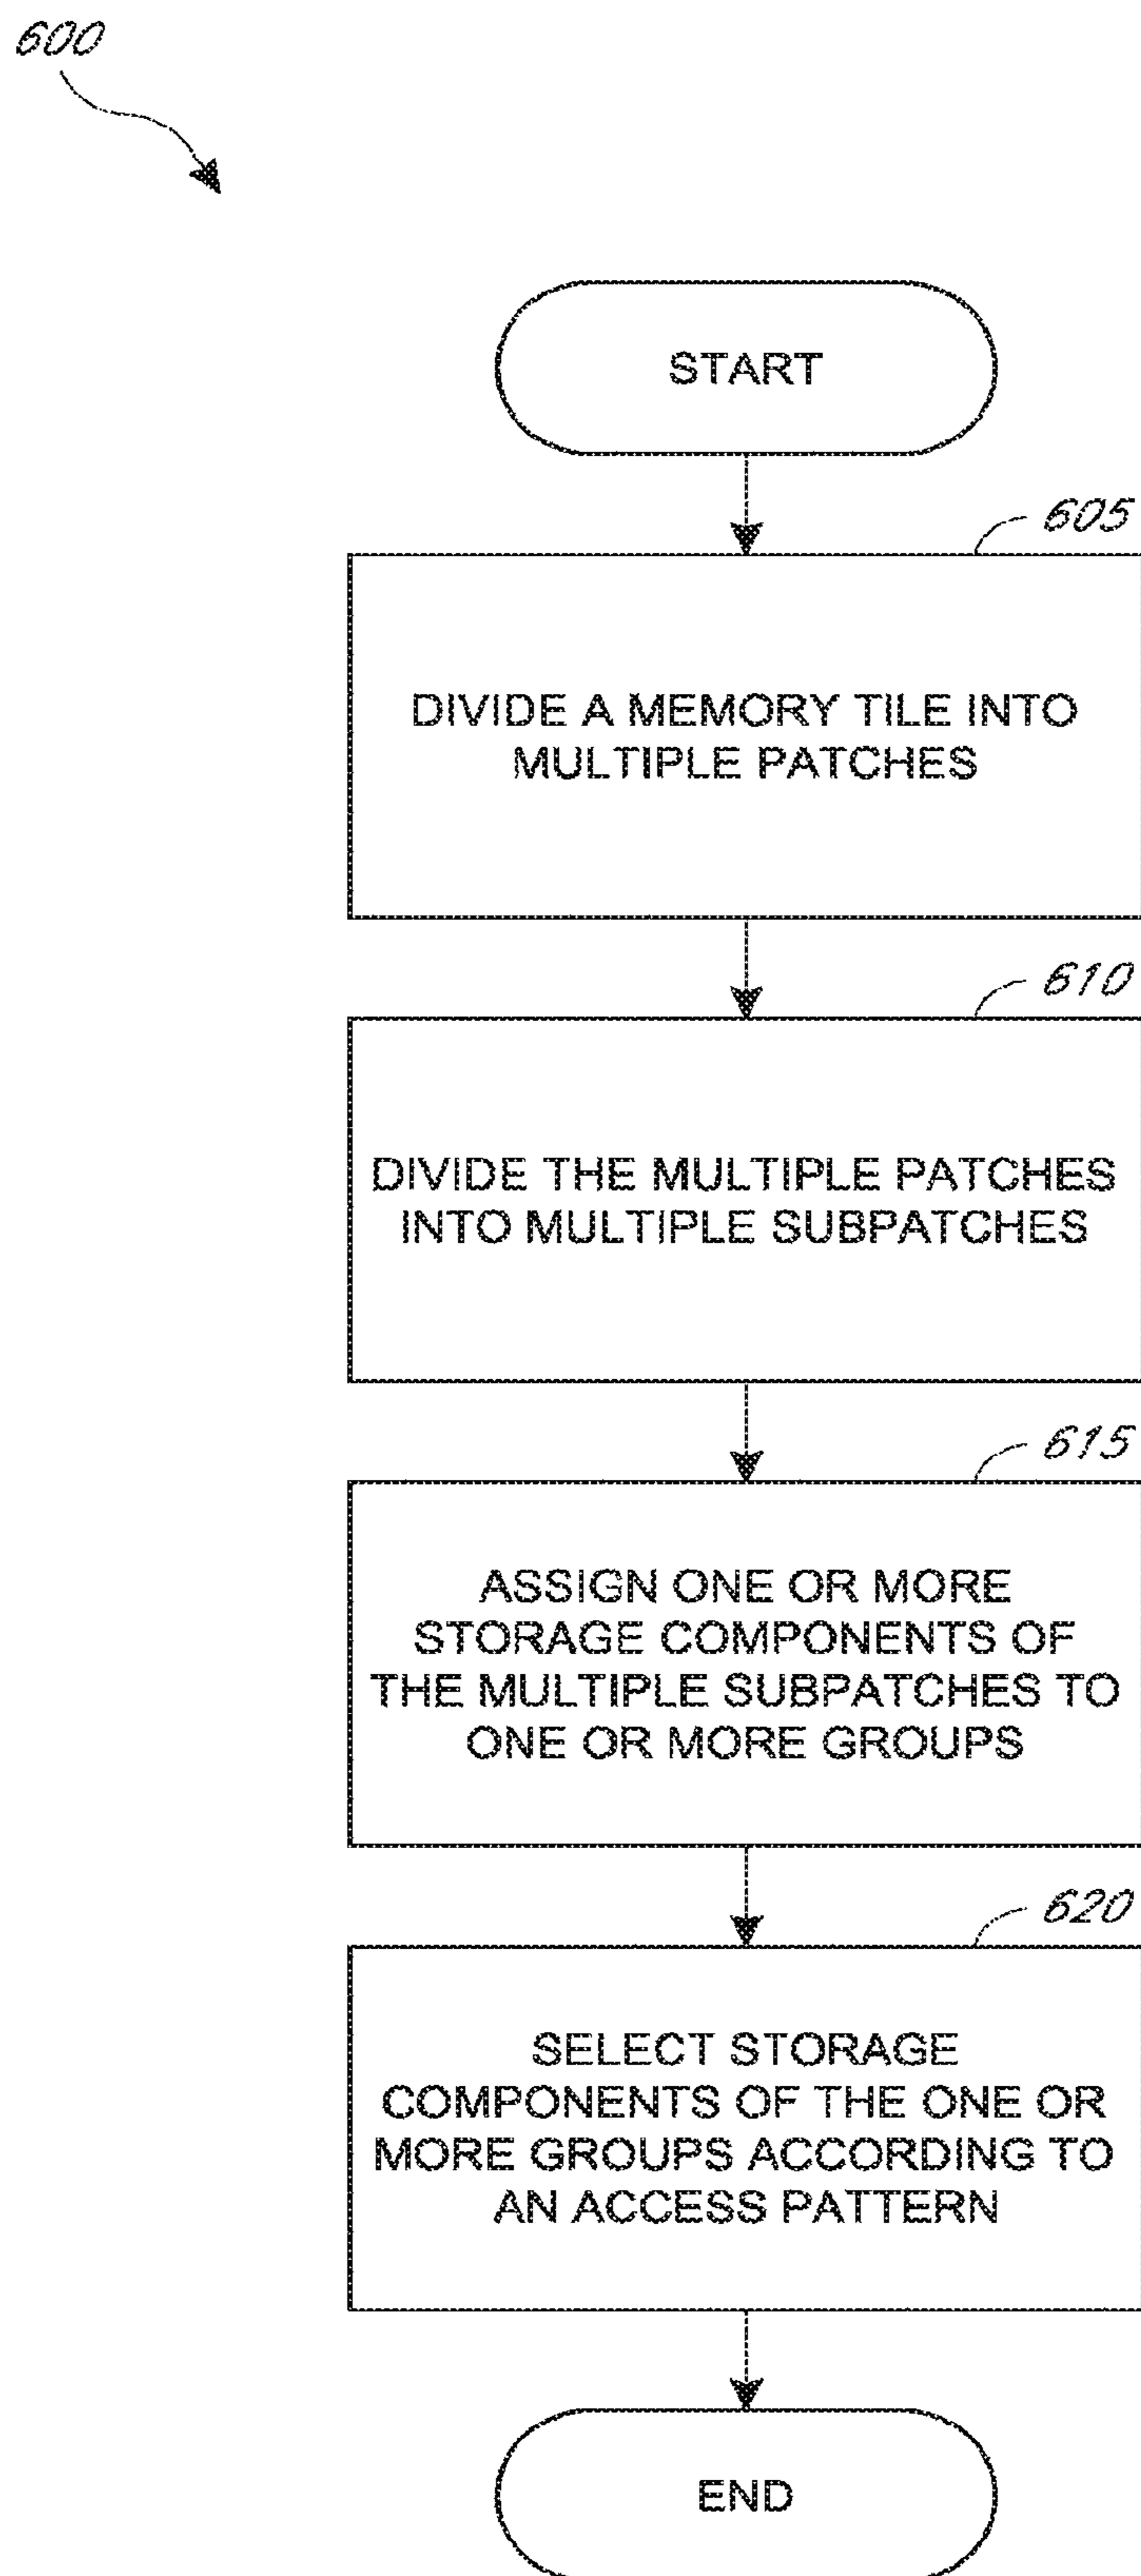 600
START
605
DIVIDE A MEMORY TILE INTO
MULTIPLE PATCHES
610
DIVIDE THE MULTIPLE PATCHES
INTO MULTIPLE SUBPATCHES
615
ASSIGN ONE OR MORE
STORAGE COMPONENTS OF
THE MULTIPLE SUBPATCHES TO
ONE OR MORE GROUPS
620
SELECT STORAGE
COMPONENTS OF THE ONE OR
MORE GROUPS ACCORDING TO
AN ACCESS PATTERN
END